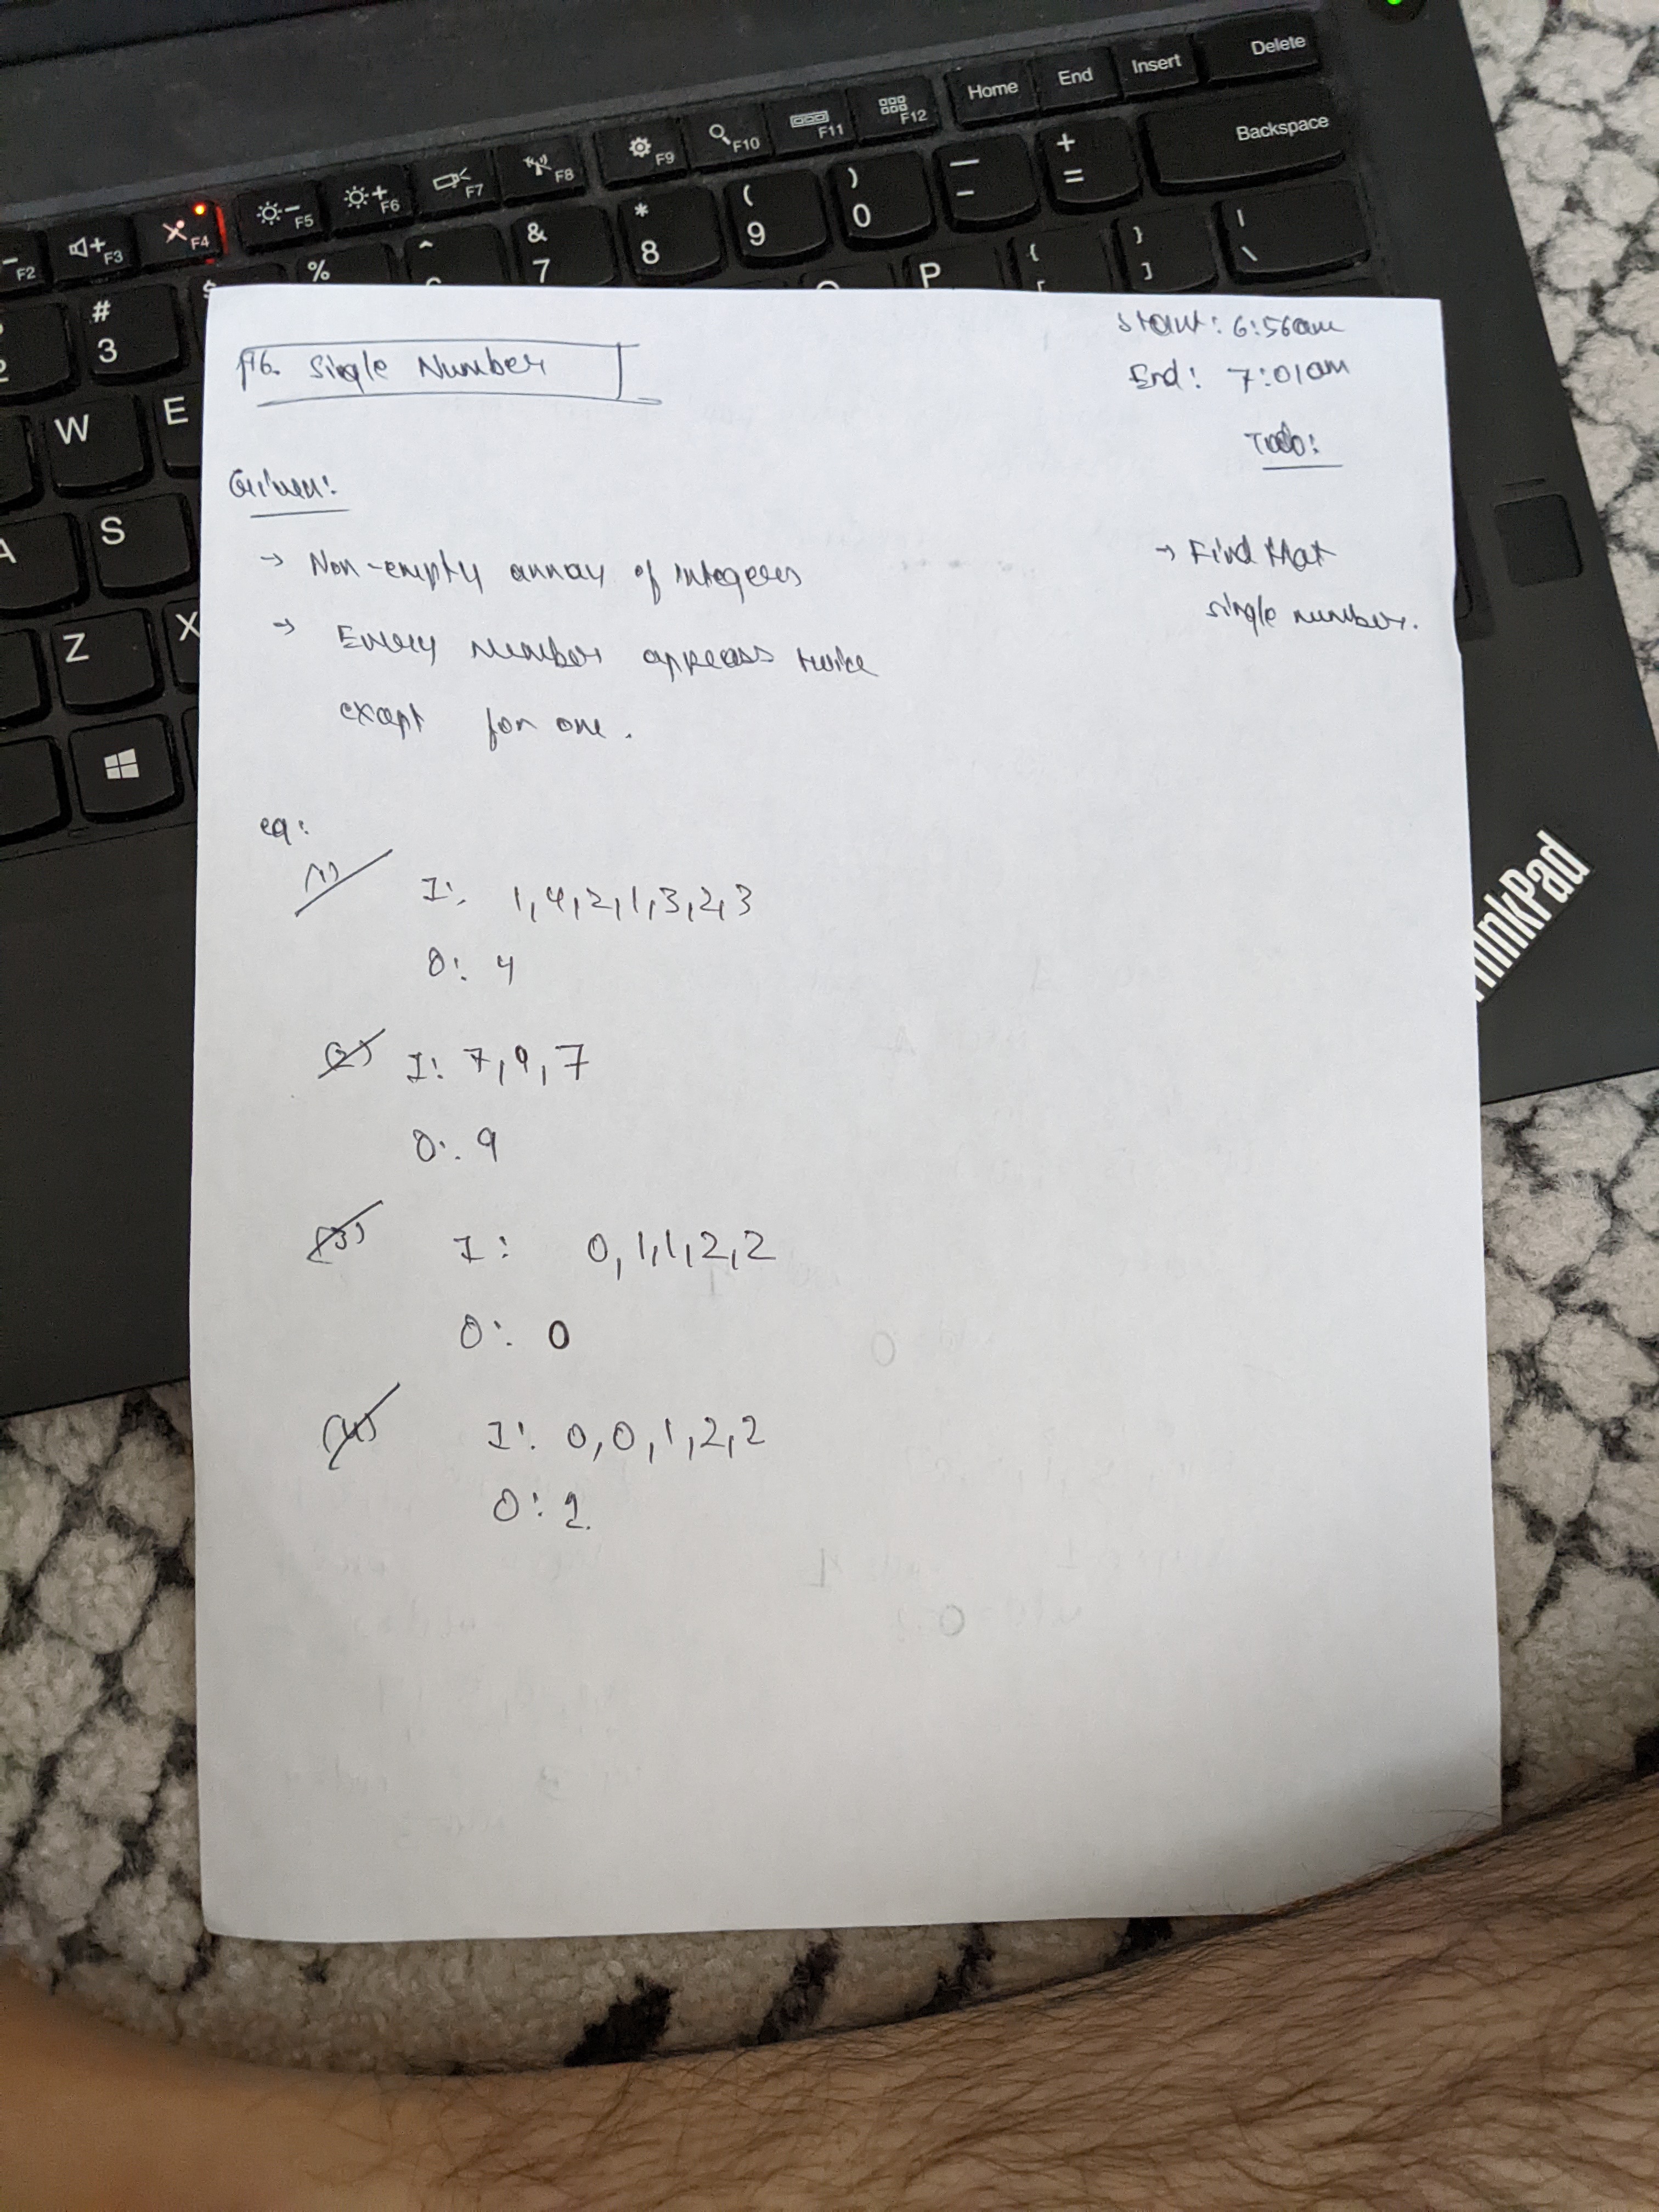 Delete
Insert
End
Home
Backspace
F12
F11
F10
F9
F8
F7
F6
F5
F4
F3
F2
+
=
—
–
)
0
(
9
*
8
&
7
^
%
$
#
3
|
\
}
]
{
[
P
W
E
S
Z
X
Start: 6:56am
End: 7:01am
Single Number
Todo:
Given:
→ Non-empty array of integers
→ Find that
single number.
→ Every number appears twice
except for one.
eg:
(1) I: 1,4,2,1,3,2,3
O: 4
(2) I: 7,9,7
O: 9
(3) I: 0,1,1,2,2
O: 0
(4) I: 0,0,1,2,2
O: